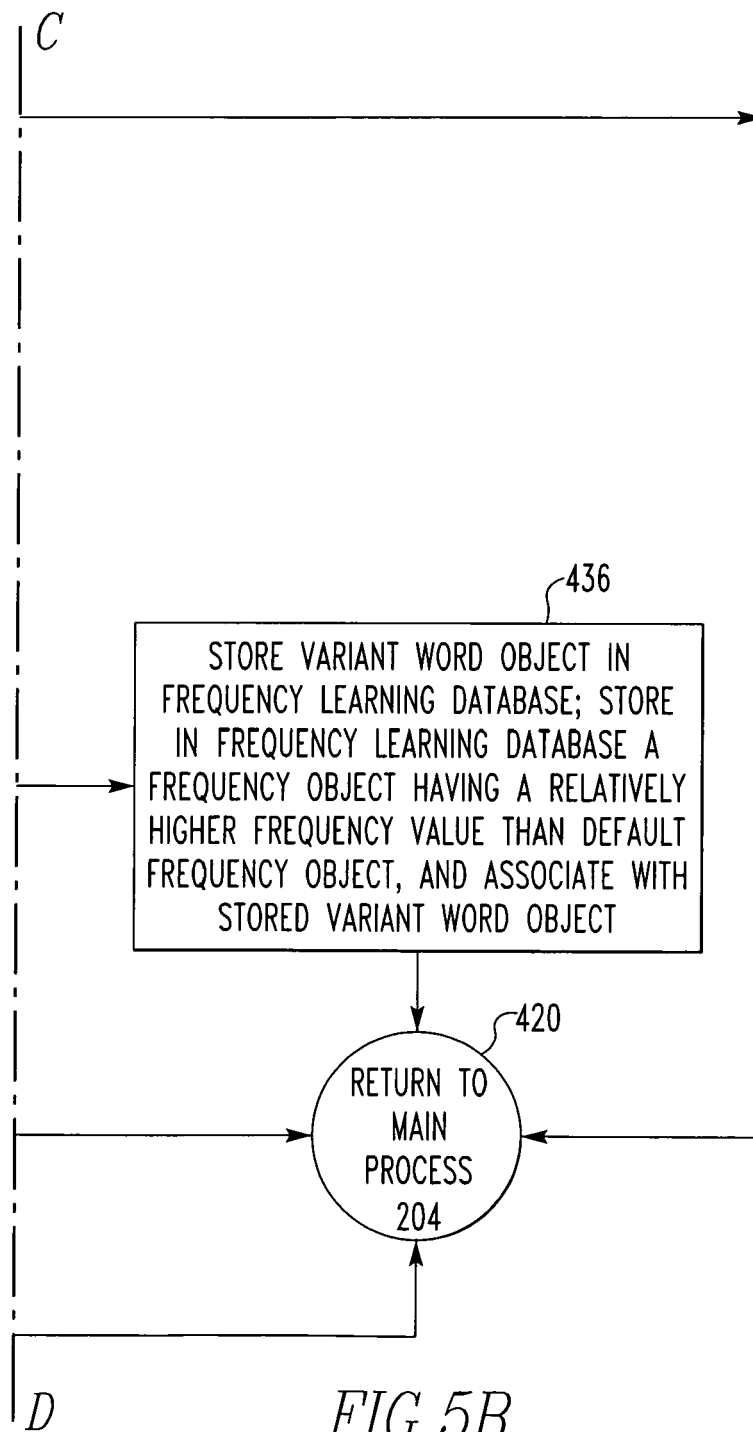 C
436
STORE VARIANT WORD OBJECT IN
FREQUENCY LEARNING DATABASE; STORE
IN FREQUENCY LEARNING DATABASE A
FREQUENCY OBJECT HAVING A RELATIVELY
HIGHER FREQUENCY VALUE THAN DEFAULT
FREQUENCY OBJECT, AND ASSOCIATE WITH
STORED VARIANT WORD OBJECT
420
RETURN TO
MAIN
PROCESS
204
D
FIG.5B